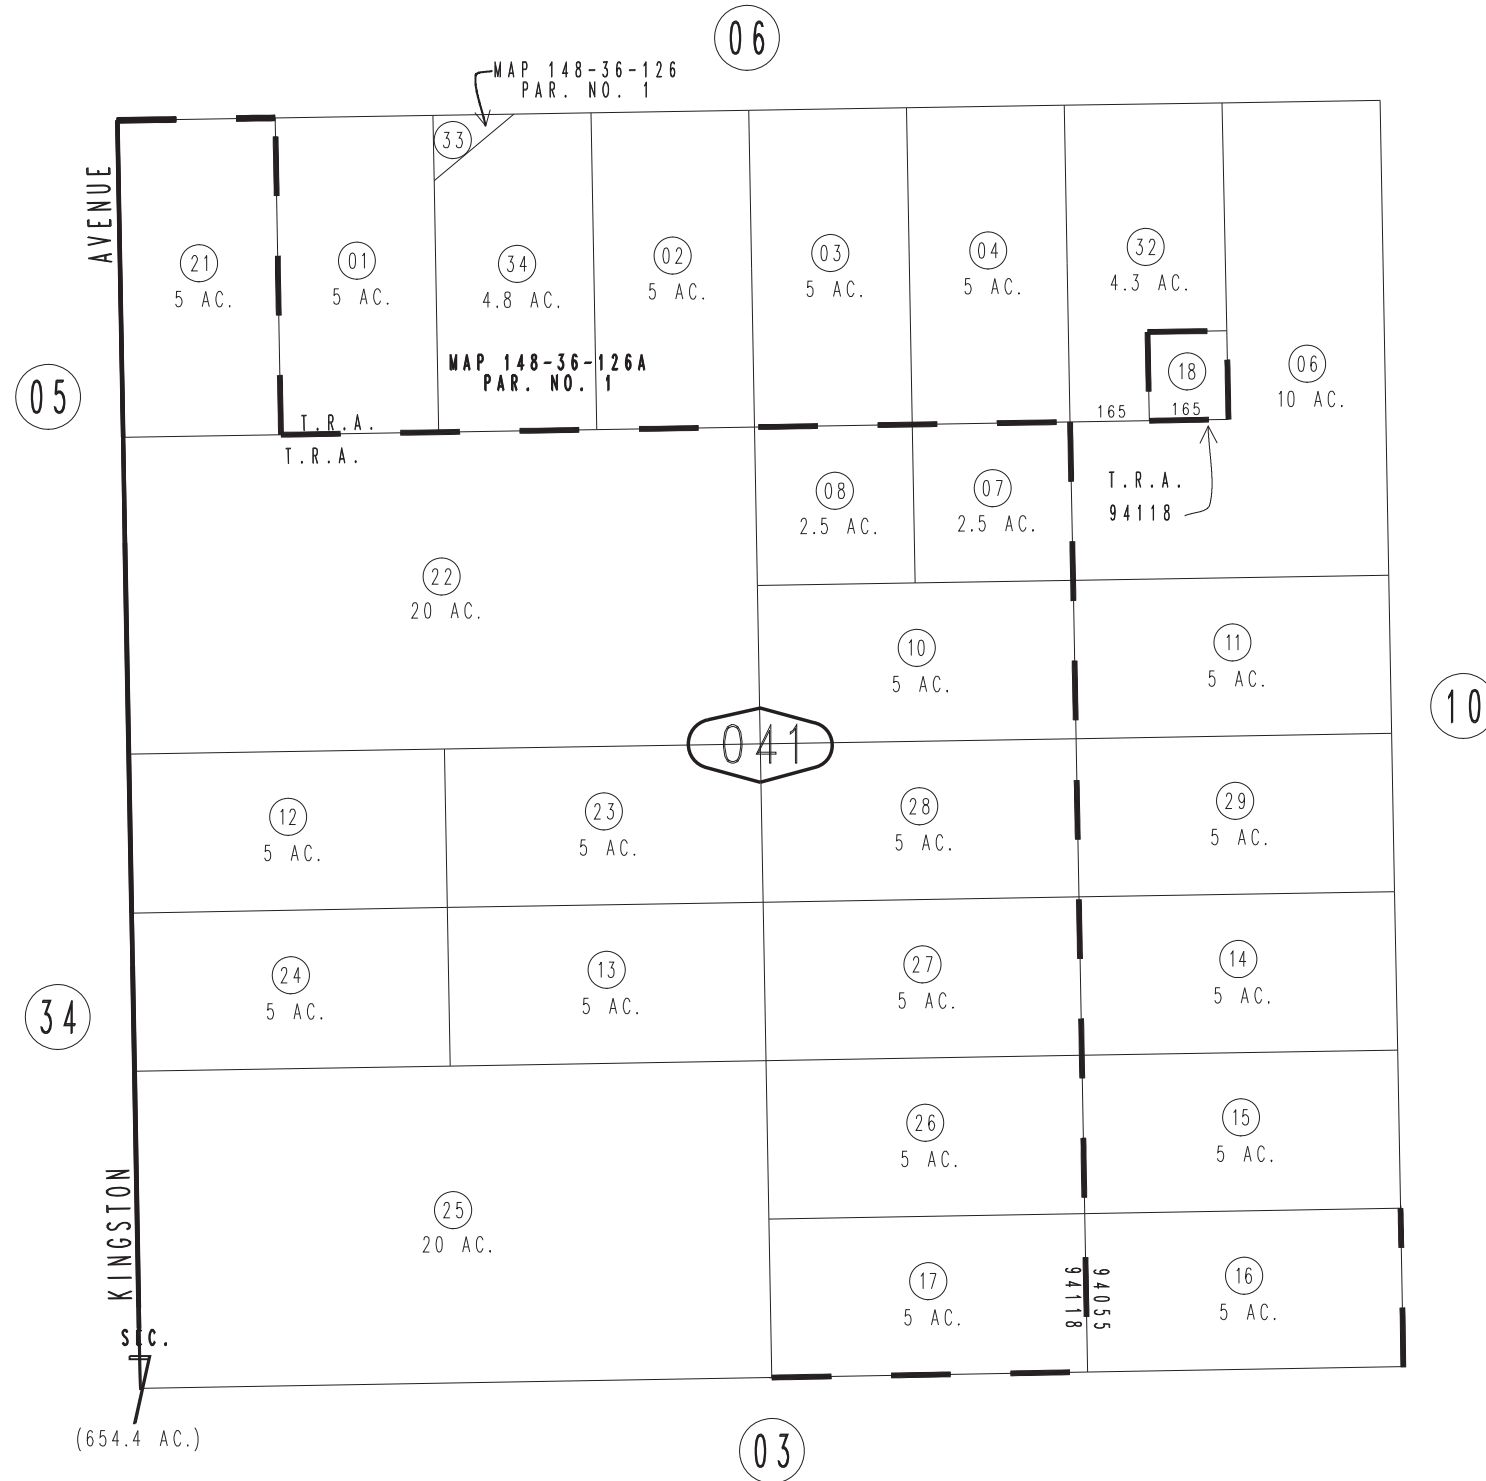 06
MAP 148-36-126
PAR. NO. 1
33
AVENUE
21
5 AC.
01
5 AC.
34
4.8 AC.
02
5 AC.
03
5 AC.
04
5 AC.
32
4.3 AC.
MAP 148-36-126A
PAR. NO. 1
18
06
10 AC.
05
165
165
T.R.A.
T.R.A.
08
2.5 AC.
07
2.5 AC.
T.R.A.
94118
22
20 AC.
10
5 AC.
11
5 AC.
10
041
12
5 AC.
23
5 AC.
28
5 AC.
29
5 AC.
24
5 AC.
13
5 AC.
27
5 AC.
14
5 AC.
34
26
5 AC.
15
5 AC.
KINGSTON
25
20 AC.
17
5 AC.
94118
94055
16
5 AC.
SEC.
7
(654.4 AC.)
03